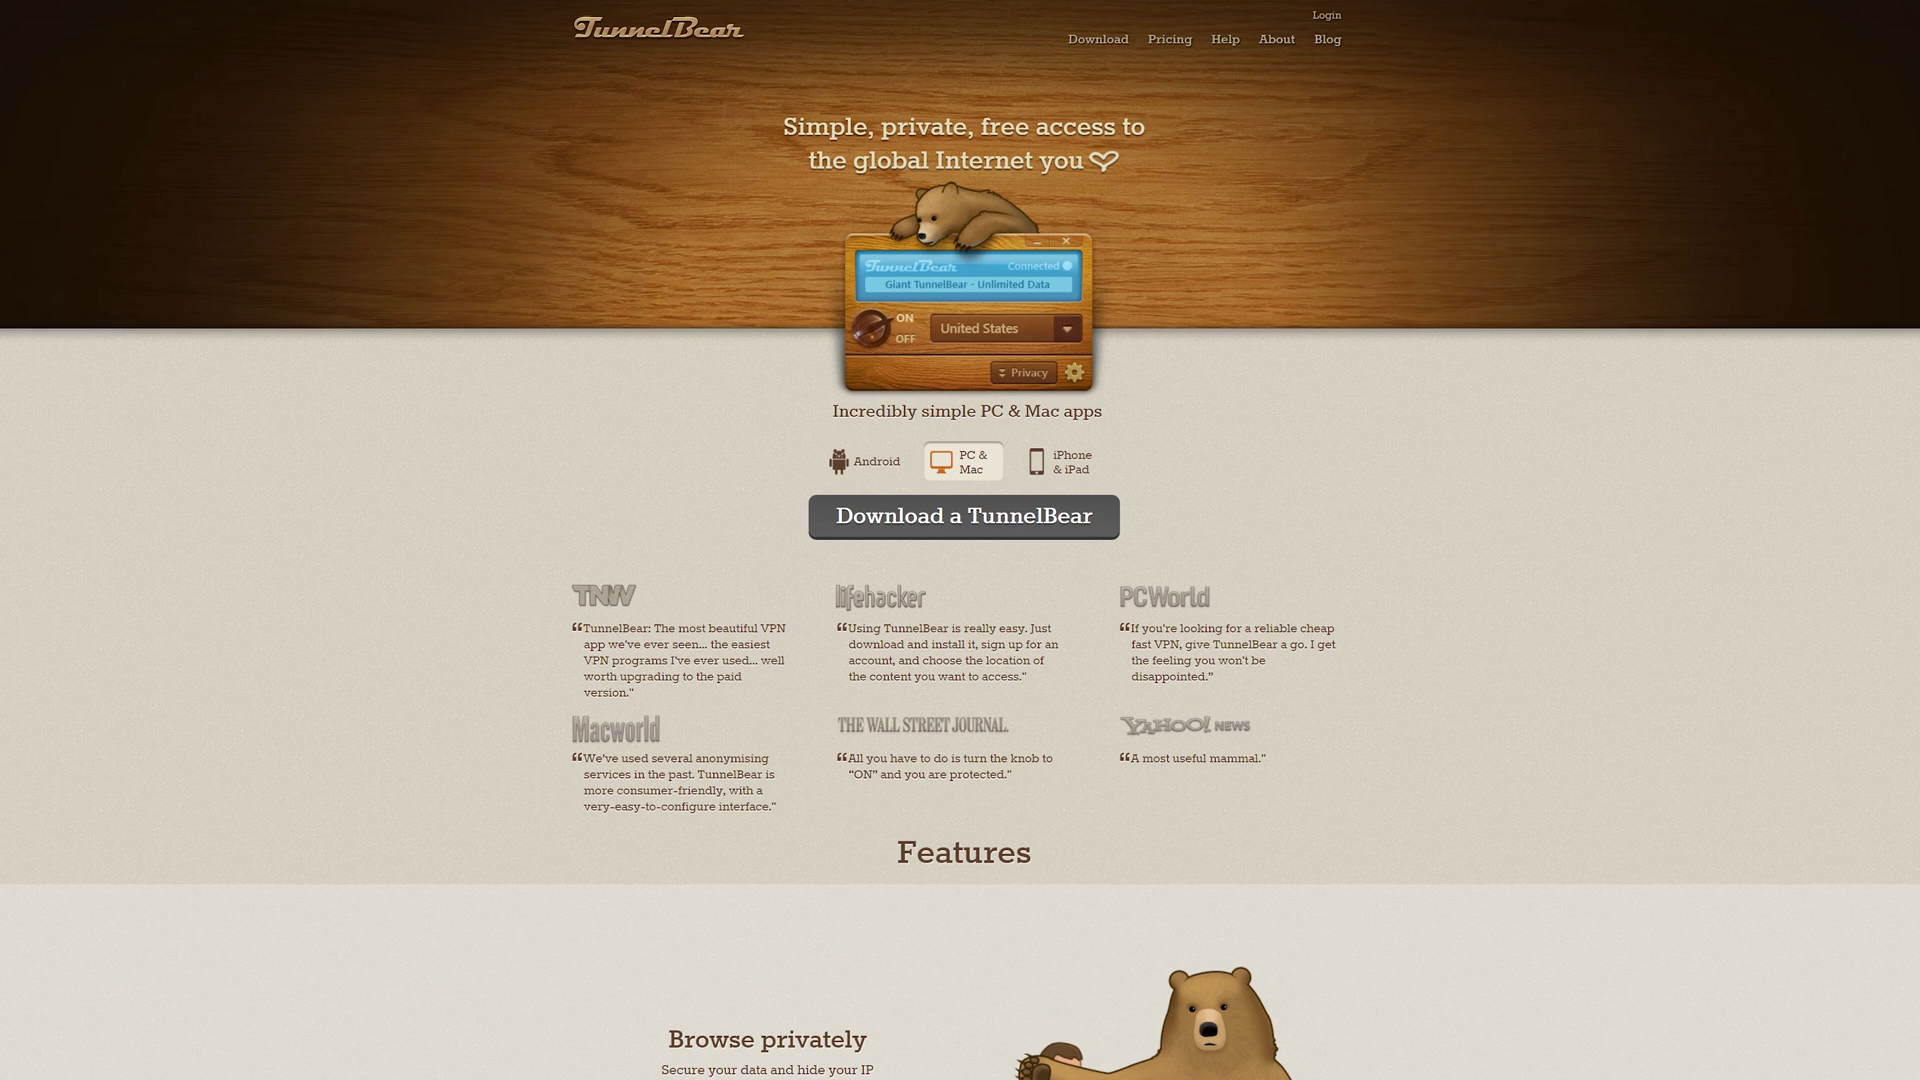 TunnelBear
Login
Download Pricing Help About Blog
Simple, private, free access to
the global Internet you
TunnelBear Connected
Giant TunnelBear - Unlimited Data
ON
OFF
United States
Privacy
Incredibly simple PC & Mac apps
Android
PC &
Mac
iPhone
& iPad
Download a TunnelBear
TNW
“TunnelBear: The most beautiful VPN
app we've ever seen... the easiest
VPN programs I've ever used... well
worth upgrading to the paid
version."
lifehacker
“Using TunnelBear is really easy. Just
download and install it, sign up for an
account, and choose the location of
the content you want to access."
PCWorld
“If you're looking for a reliable cheap
fast VPN, give TunnelBear a go. I get
the feeling you won't be
disappointed.”
Macworld
“We've used several anonymising
services in the past. TunnelBear is
more consumer-friendly, with a
very-easy-to-configure interface."
THE WALL STREET JOURNAL.
“All you have to do is turn the knob to
“ON” and you are protected."
YAHOO! NEWS
“A most useful mammal."
Features
Browse privately
Secure your data and hide your IP